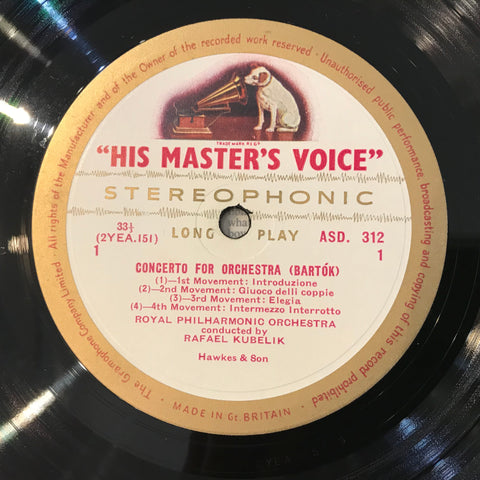 All rights of the Manufacturer and of the Owner of the recorded work reserved · Unauthorised public performance, broadcasting and copying of this record prohibited · The Gramophone Company Limited ·
TRADE MARK REGD
"HIS MASTER'S VOICE"
STEREOPHONIC
33⅓
(2YEA.151)
1
LONG PLAY
ASD. 312
1
CONCERTO FOR ORCHESTRA (BARTÓK)
(1)—1st Movement: Introduzione
(2)—2nd Movement: Giuoco delli coppie
(3)—3rd Movement: Elegia
(4)—4th Movement: Intermezzo Interrotto
ROYAL PHILHARMONIC ORCHESTRA
conducted by
RAFAEL KUBELIK
Hawkes & Son
MADE IN Gt. BRITAIN